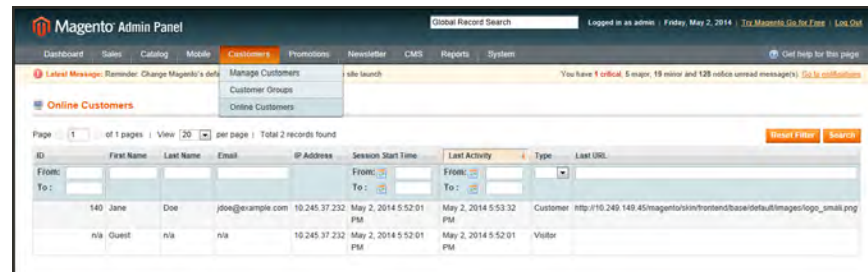 Magento Admin Panel
Global Record Search
Logged in as admin | Friday, May 2, 2014 | Try Magento Go for Free | Log Out
Dashboard Sales Catalog Mobile Customers Promotions Newsletter CMS Reports System
Get help for this page
Latest Message: Reminder: Change Magento's defa
site launch
You have 1 critical, 5 major, 19 minor and 128 notice unread message(s). Go to notifications
Manage Customers
Customer Groups
Online Customers
Online Customers
Page 1 of 1 pages | View 20 per page | Total 2 records found
Reset Filter Search
ID First Name Last Name Email IP Address Session Start Time Last Activity Type Last URL
From: From: From:
To : To : To :
140 Jane Doe jdoe@example.com 10.245.37.232 May 2, 2014 5:52:01 May 2, 2014 5:53:32 Customer http://10.249.149.45/magento/skin/frontend/base/default/images/logo_small.png
PM PM
n/a Guest n/a n/a 10.245.37.232 May 2, 2014 5:52:01 May 2, 2014 5:52:01 Visitor
PM PM